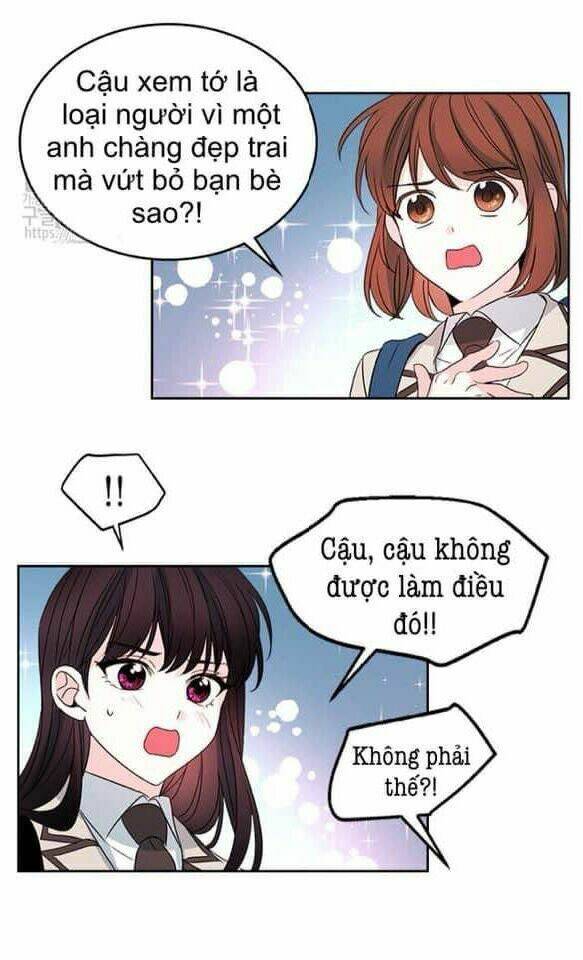 Cậu xem tớ là
loại người vì một
anh chàng đẹp trai
mà vứt bỏ bạn bè
sao?!
https://
!!
Cậu, cậu không
được làm điều
đó!!
Không phải
thế?!